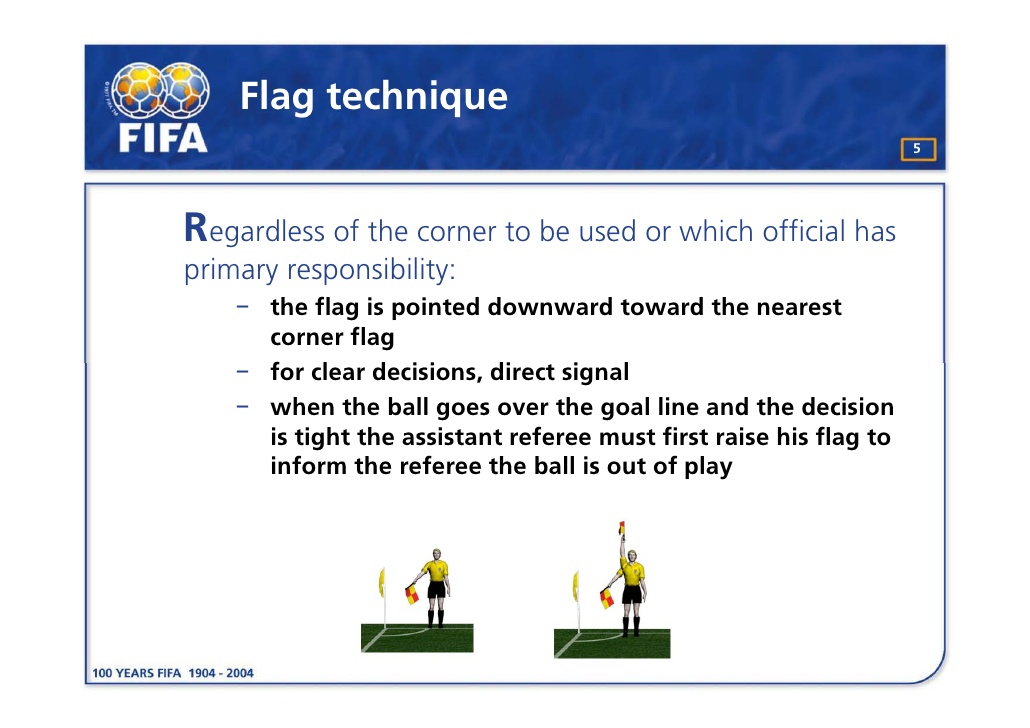 FIFA
Flag technique
5
Regardless of the corner to be used or which official has
primary responsibility:
– the flag is pointed downward toward the nearest
corner flag
– for clear decisions, direct signal
– when the ball goes over the goal line and the decision
is tight the assistant referee must first raise his flag to
inform the referee the ball is out of play
100 YEARS FIFA 1904 - 2004